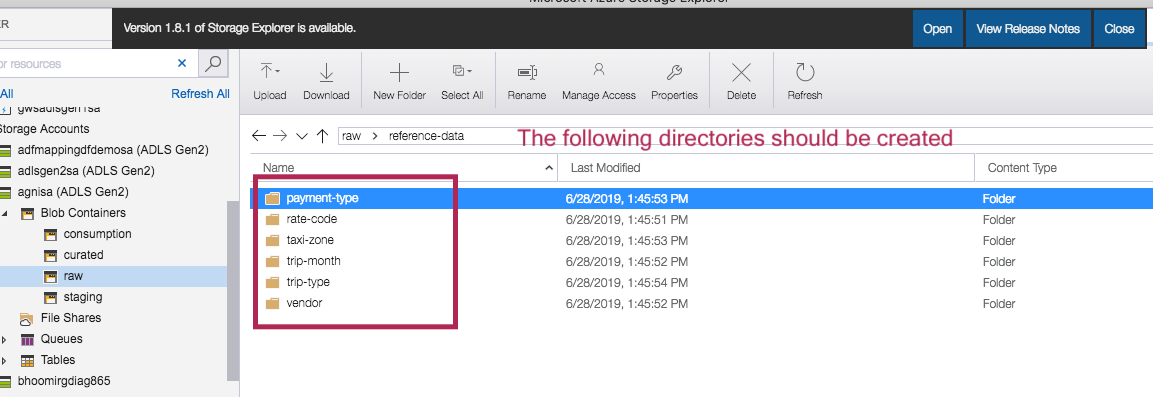 Microsoft Azure Storage Explorer
ER
Version 1.8.1 of Storage Explorer is available.
Open
View Release Notes
Close
or resources
All
Refresh All
gwsadlsgen1sa
Storage Accounts
adfmappingdfdemosa (ADLS Gen2)
adlsgen2sa (ADLS Gen2)
agnisa (ADLS Gen2)
Blob Containers
consumption
curated
raw
staging
File Shares
Queues
Tables
bhoomirgdiag865
Upload
Download
New Folder
Select All
Rename
Manage Access
Properties
Delete
Refresh
raw > reference-data
The following directories should be created
Name Last Modified Content Type
payment-type 6/28/2019, 1:45:53 PM Folder
rate-code 6/28/2019, 1:45:51 PM Folder
taxi-zone 6/28/2019, 1:45:53 PM Folder
trip-month 6/28/2019, 1:45:52 PM Folder
trip-type 6/28/2019, 1:45:54 PM Folder
vendor 6/28/2019, 1:45:52 PM Folder